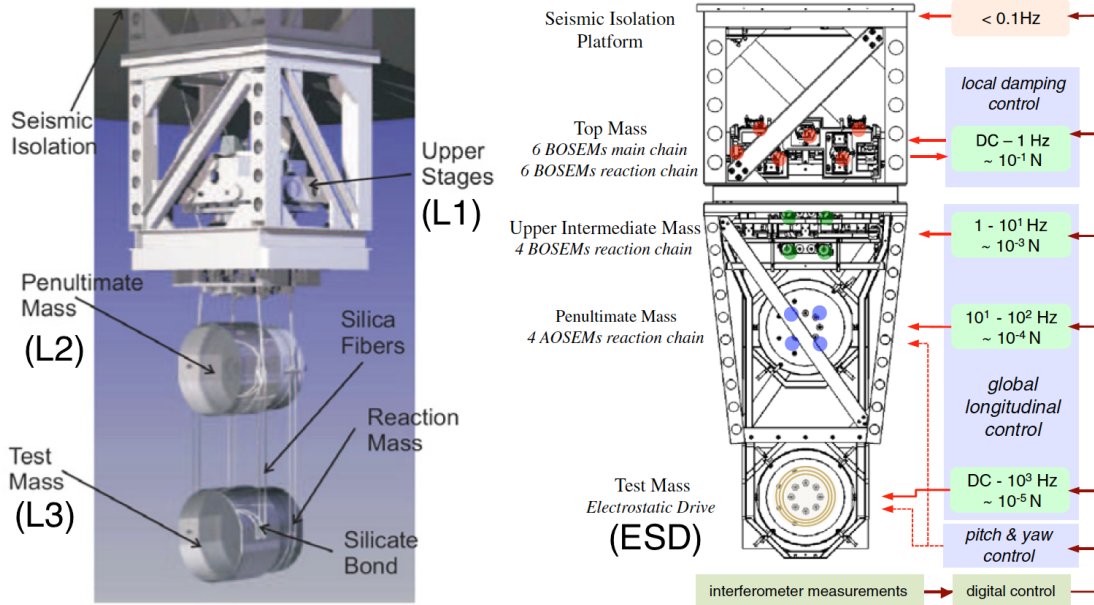 Seismic
Isolation
Upper
Stages
(L1)
Penultimate
Mass
(L2)
Silica
Fibers
Reaction
Mass
Test
Mass
(L3)
Silicate
Bond
Seismic Isolation
Platform
< 0.1Hz
local damping
control
Top Mass
6 BOSEMs main chain
6 BOSEMs reaction chain
DC – 1 Hz
~ 10⁻¹ N
Upper Intermediate Mass
4 BOSEMs reaction chain
1 - 10¹ Hz
~ 10⁻³ N
Penultimate Mass
4 AOSEMs reaction chain
10¹ - 10² Hz
~ 10⁻⁴ N
global
longitudinal
control
Test Mass
Electrostatic Drive
(ESD)
DC - 10³ Hz
~ 10⁻⁵ N
pitch & yaw
control
interferometer measurements
digital control